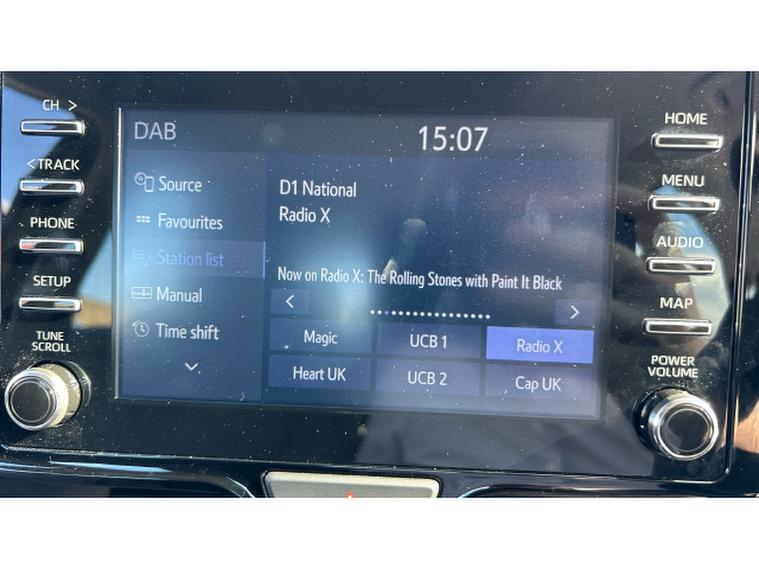 CH >
< TRACK
PHONE
SETUP
TUNE
SCROLL
DAB
15:07
Source
Favourites
Station list
Manual
Time shift
D1 National
Radio X
Now on Radio X: The Rolling Stones with Paint It Black
Magic
UCB 1
Radio X
Heart UK
UCB 2
Cap UK
HOME
MENU
AUDIO
MAP
POWER
VOLUME